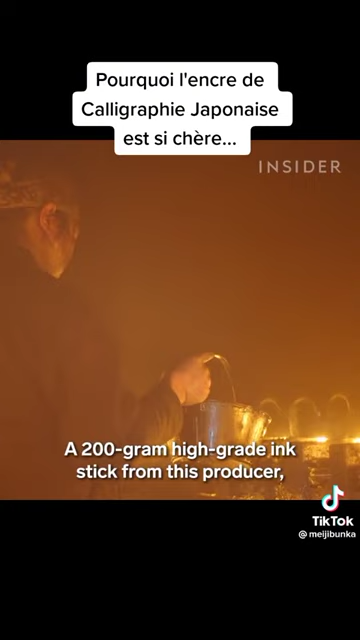 Pourquoi l'encre de
Calligraphie Japonaise
est si chère...
INSIDER
A 200-gram high-grade ink
stick from this producer,
TikTok
@meijibunka